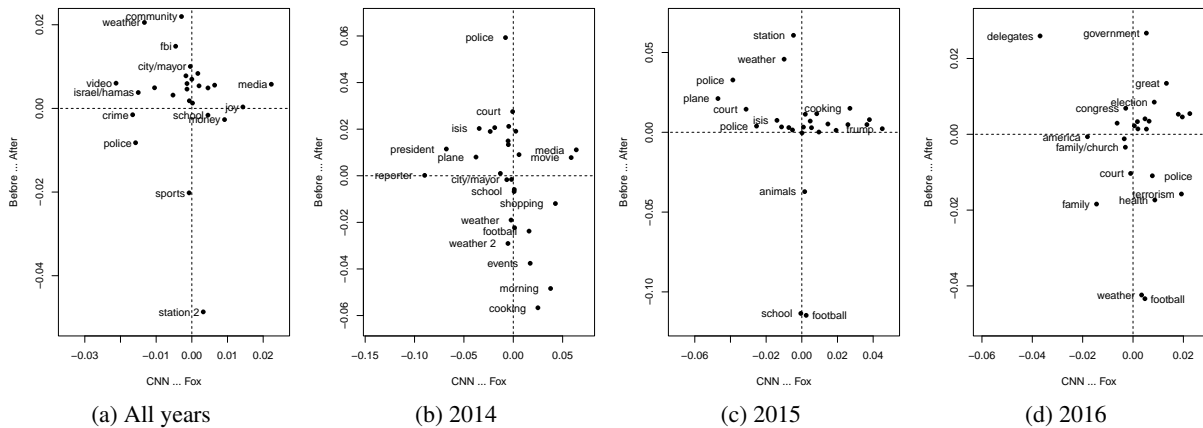 community
weather
fbi
city/mayor
video
israel/hamas
media
joy
crime
school
money
police
sports
station 2
0.02
0.00
−0.02
−0.04
Before ... After
−0.03
−0.01
0.00
0.01
0.02
CNN ... Fox
(a) All years
police
court
isis
president
plane
media
movie
reporter
city/mayor
school
shopping
weather
football
weather 2
events
morning
cooking
0.06
0.04
0.02
0.00
−0.02
−0.04
−0.06
Before ... After
−0.15
−0.10
−0.05
0.00
0.05
CNN ... Fox
(b) 2014
station
weather
police
plane
court
cooking
police
isis
trump
animals
school
football
0.05
0.00
−0.05
−0.10
Before ... After
−0.06
−0.02
0.00
0.02
0.04
CNN ... Fox
(c) 2015
delegates
government
great
election
congress
america
family/church
court
police
terrorism
health
family
weather
football
0.02
0.00
−0.02
−0.04
Before ... After
−0.06
−0.04
−0.02
0.00
0.02
CNN ... Fox
(d) 2016